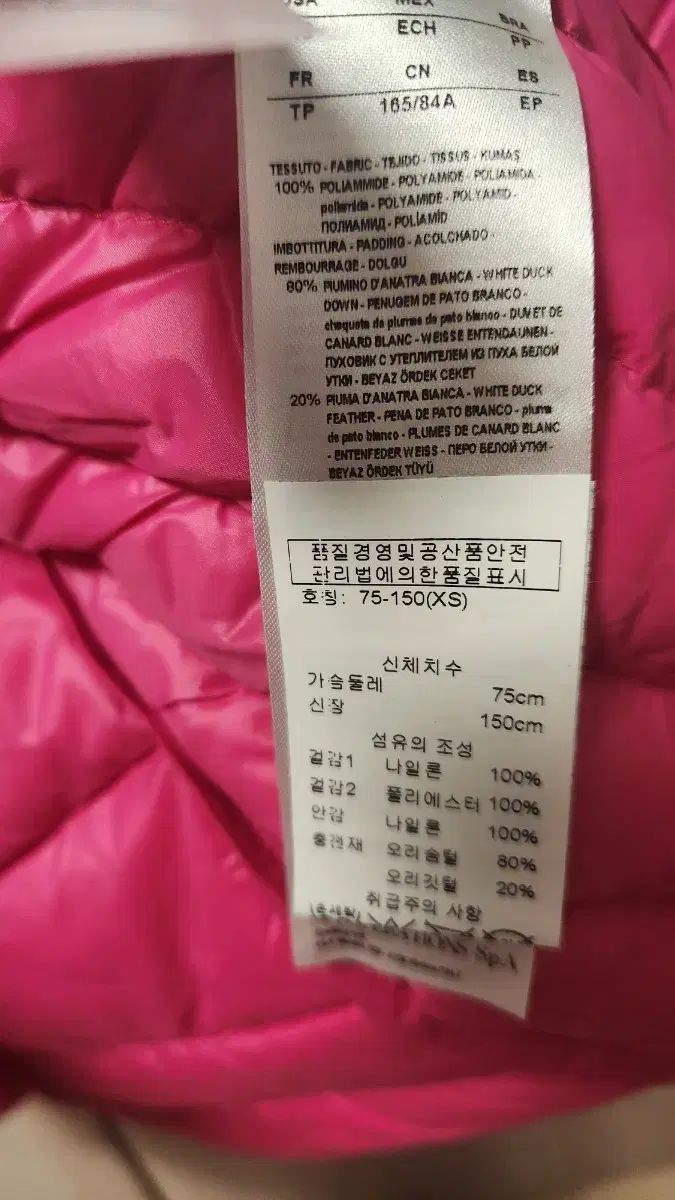 MEX
BRA
ECH
PP
FR CN ES
TP 165/84A EP
TESSUTO - FABRIC - TEJIDO - TISSUS - KUMAS
100% POLIAMMIDE - POLYAMIDE - POLIAMIDA -
poliamida - POLYAMIDE - POLYAMID -
ПОЛИАМИД - POLİAMİD
IMBOTTITURA - PADDING - ACOLCHADO -
REMBOURRAGE - DOLGU
80% PIUMINO D'ANATRA BIANCA - WHITE DUCK
DOWN - PENUGEM DE PATO BRANCO -
chaqueta de plumas de pato blanco - DUVET DE
CANARD BLANC - WEISSE ENTENDAUNEN -
ПУХОВИК С УТЕПЛИТЕЛЕМ ИЗ ПУХА БЕЛОЙ
УТКИ - BEYAZ ÖRDEK CEKET
20% PIUMA D'ANATRA BIANCA - WHITE DUCK
FEATHER - PENA DE PATO BRANCO - pluma
de pato blanco - PLUMES DE CANARD BLANC
- ENTENFEDER WEISS - ПЕРО БЕЛОЙ УТКИ -
BEYAZ ÖRDEK TÜYÜ
품질경영및공산품안전
관리법에의한품질표시
호칭: 75-150(XS)
신체치수
가슴둘레 75cm
신장 150cm
섬유의 조성
겉감1 나일론 100%
겉감2 폴리에스터 100%
안감 나일론 100%
충전재 오리솜털 80%
오리깃털 20%
취급주의 사항
(손세탁)
SpA